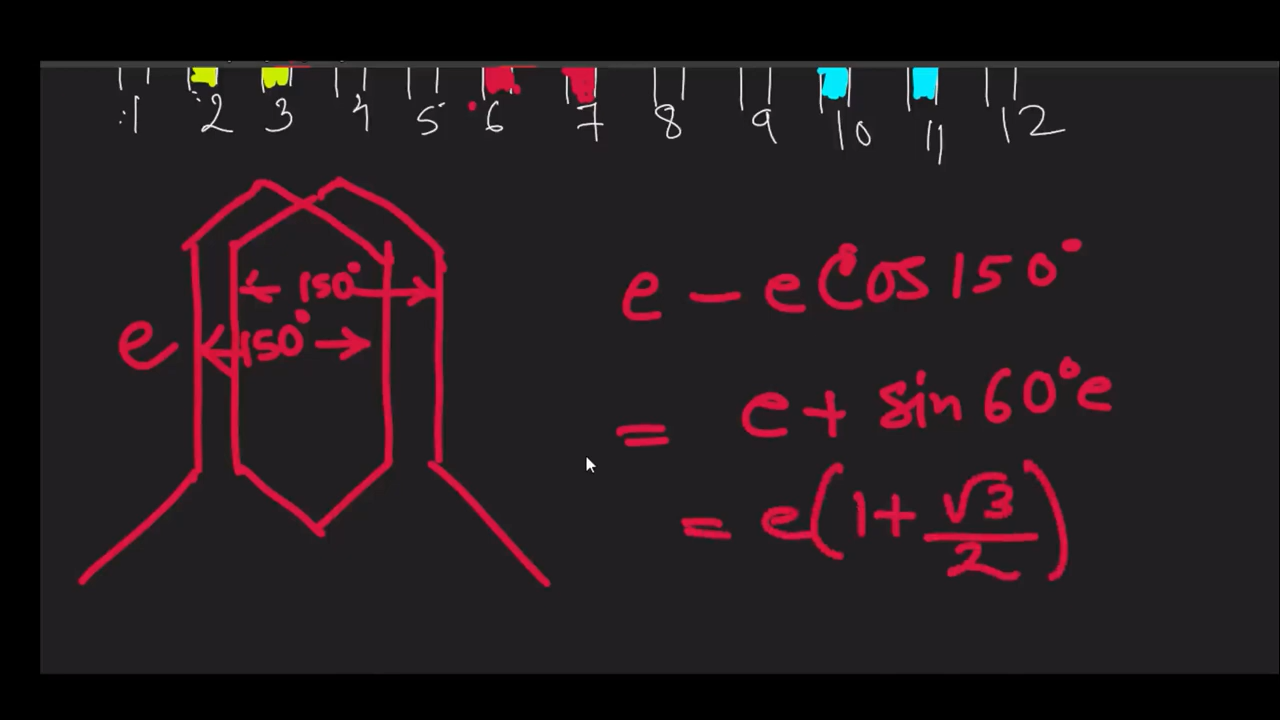 1 2 3 4 5 6 7 8 9 10 11 12
150°
e 150°
e - e Cos 150°
= e + sin 60° e
= e(1 + √3/2)